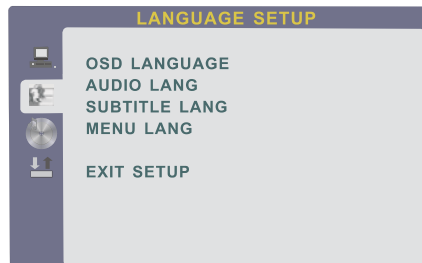 LANGUAGE SETUP
OSD LANGUAGE
AUDIO LANG
SUBTITLE LANG
MENU LANG
EXIT SETUP